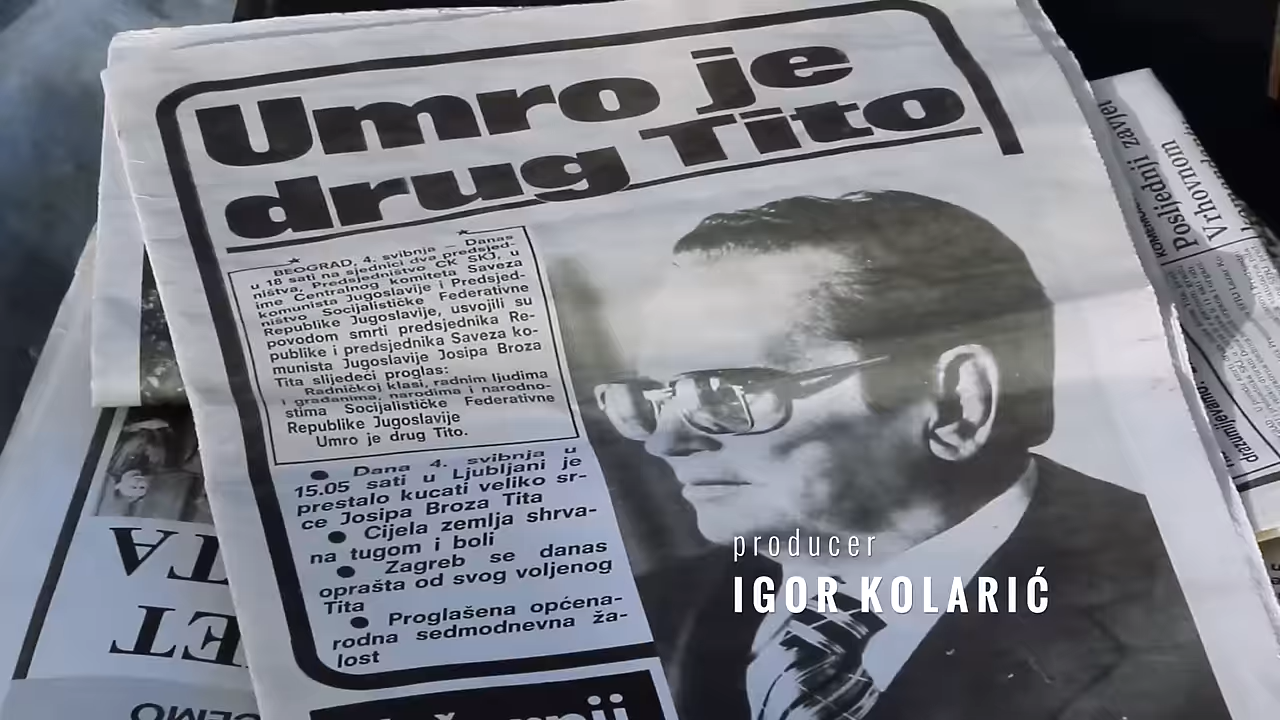 Umro je
drug Tito
BEOGRAD, 4. svibnja — Danas
u 18 sati na sjednici dva predsjed-
ništva, Predsjedništvo CK SKJ, u
ime Centralnog komiteta Saveza
komunista Jugoslavije i Predsjed-
ništvo Socijalističke Federativne
Republike Jugoslavije, usvojili su
povodom smrti predsjednika Re-
publike i predsjednika Saveza ko-
munista Jugoslavije Josipa Broza
Tita slijedeći proglas:
Radničkoj klasi, radnim ljudima
i građanima, narodima i narodno-
stima Socijalističke Federativne
Republike Jugoslavije
Umro je drug Tito.
● Dana 4. svibnja u
15.05 sati u Ljubljani je
prestalo kucati veliko sr-
ce Josipa Broza Tita
● Cijela zemlja shrva-
na tugom i boli
● Zagreb se danas
oprašta od svog voljenog
Tita
● Proglašena općena-
rodna sedmodnevna ža-
lost
producer
IGOR KOLARIĆ
Posljednji zavjet
Vrhovnom